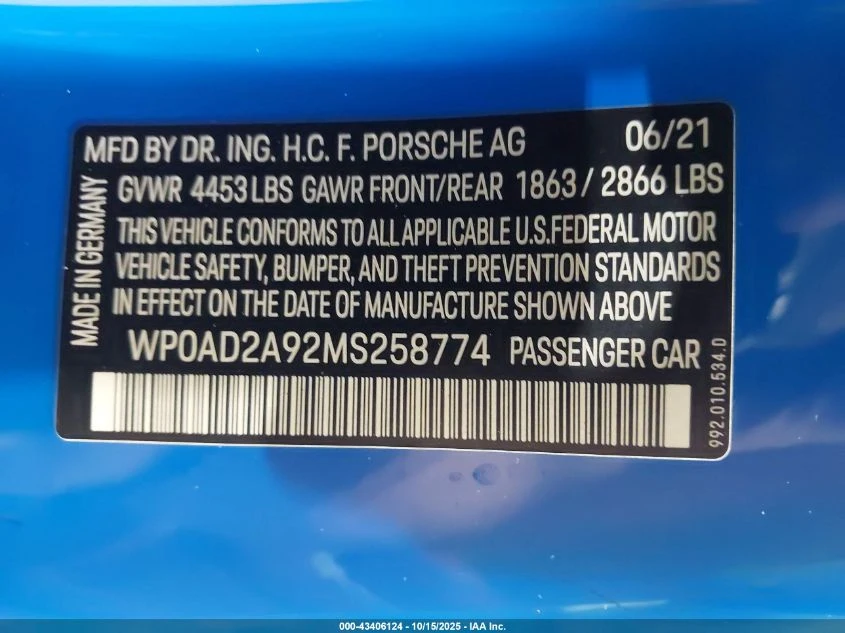 MFD BY DR. ING. H.C. F. PORSCHE AG 06/21
GVWR 4453 LBS GAWR FRONT/REAR 1863 / 2866 LBS
THIS VEHICLE CONFORMS TO ALL APPLICABLE U.S.FEDERAL MOTOR
VEHICLE SAFETY, BUMPER, AND THEFT PREVENTION STANDARDS
IN EFFECT ON THE DATE OF MANUFACTURE SHOWN ABOVE
WP0AD2A92MS258774 PASSENGER CAR
MADE IN GERMANY
992.010.534.0
000-43406124 - 10/15/2025 - IAA Inc.